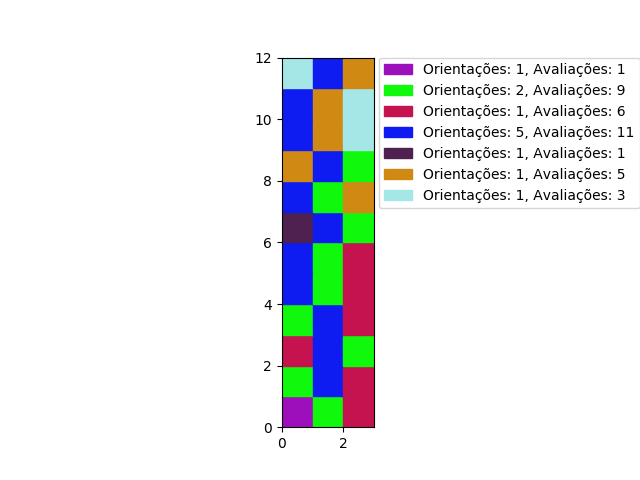 12
10
8
6
4
2
0
0 2
Orientações: 1, Avaliações: 1
Orientações: 2, Avaliações: 9
Orientações: 1, Avaliações: 6
Orientações: 5, Avaliações: 11
Orientações: 1, Avaliações: 1
Orientações: 1, Avaliações: 5
Orientações: 1, Avaliações: 3